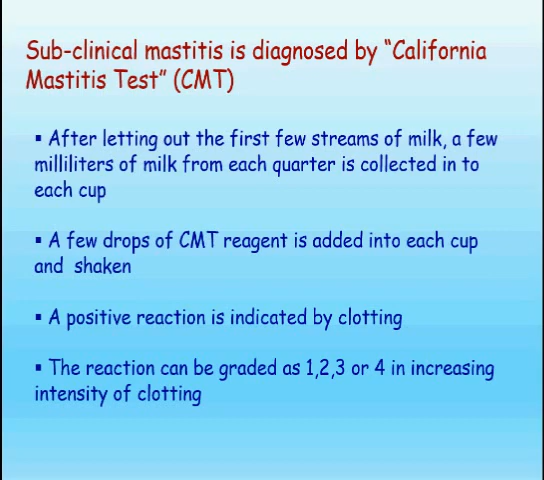 Sub-clinical mastitis is diagnosed by “California
Mastitis Test” (CMT)
▪ After letting out the first few streams of milk, a few
milliliters of milk from each quarter is collected in to
each cup
▪ A few drops of CMT reagent is added into each cup
and shaken
▪ A positive reaction is indicated by clotting
▪ The reaction can be graded as 1,2,3 or 4 in increasing
intensity of clotting